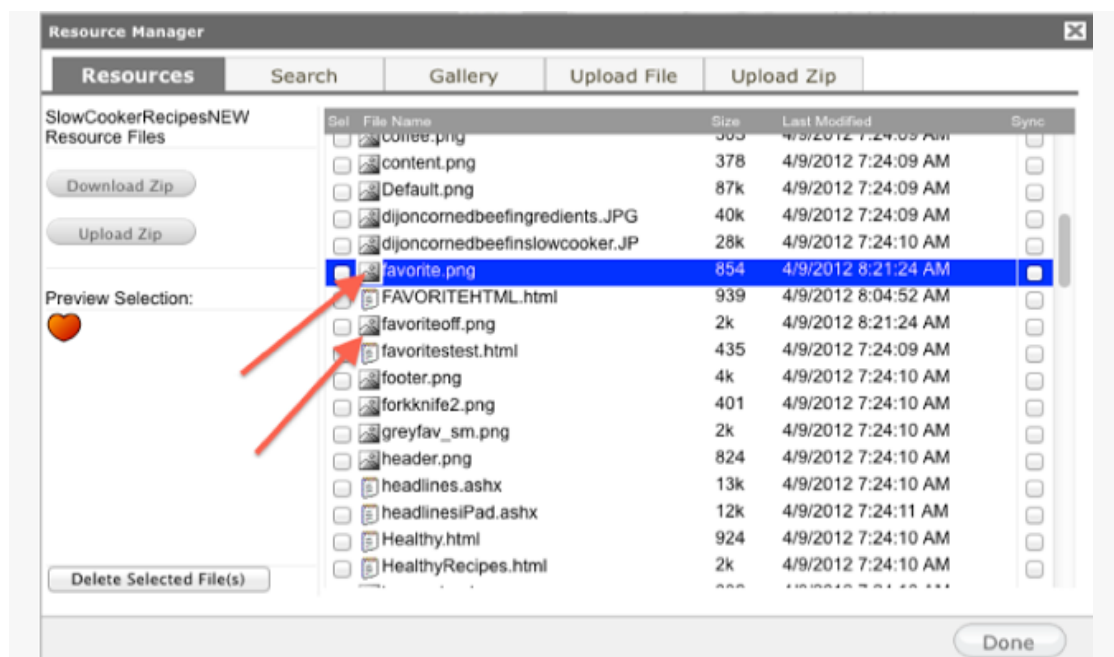 Resource Manager
Resources Search Gallery Upload File Upload Zip
SlowCookerRecipesNEW
Resource Files
Download Zip
Upload Zip
Preview Selection:
Delete Selected File(s)
Sel File Name Size Last Modified Sync
coffee.png 4/9/2012 7:24:09 AM
content.png 378 4/9/2012 7:24:09 AM
Default.png 87k 4/9/2012 7:24:09 AM
dijoncornedbeefingredients.JPG 40k 4/9/2012 7:24:09 AM
dijoncornedbeefinslowcooker.JP 28k 4/9/2012 7:24:10 AM
favorite.png 854 4/9/2012 8:21:24 AM
FAVORITEHTML.html 939 4/9/2012 8:04:52 AM
favoriteoff.png 2k 4/9/2012 8:21:24 AM
favoritestest.html 435 4/9/2012 7:24:09 AM
footer.png 4k 4/9/2012 7:24:10 AM
forkknife2.png 401 4/9/2012 7:24:10 AM
greyfav_sm.png 2k 4/9/2012 7:24:10 AM
header.png 824 4/9/2012 7:24:10 AM
headlines.ashx 13k 4/9/2012 7:24:10 AM
headlinesiPad.ashx 12k 4/9/2012 7:24:11 AM
Healthy.html 924 4/9/2012 7:24:10 AM
HealthyRecipes.html 2k 4/9/2012 7:24:10 AM
Done